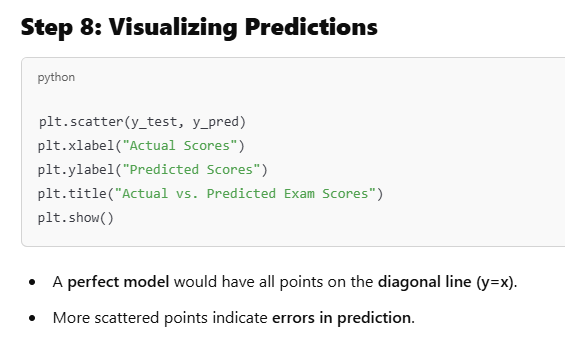 Step 8: Visualizing Predictions
python
plt.scatter(y_test, y_pred)
plt.xlabel("Actual Scores")
plt.ylabel("Predicted Scores")
plt.title("Actual vs. Predicted Exam Scores")
plt.show()
• A perfect model would have all points on the diagonal line (y=x).
• More scattered points indicate errors in prediction.